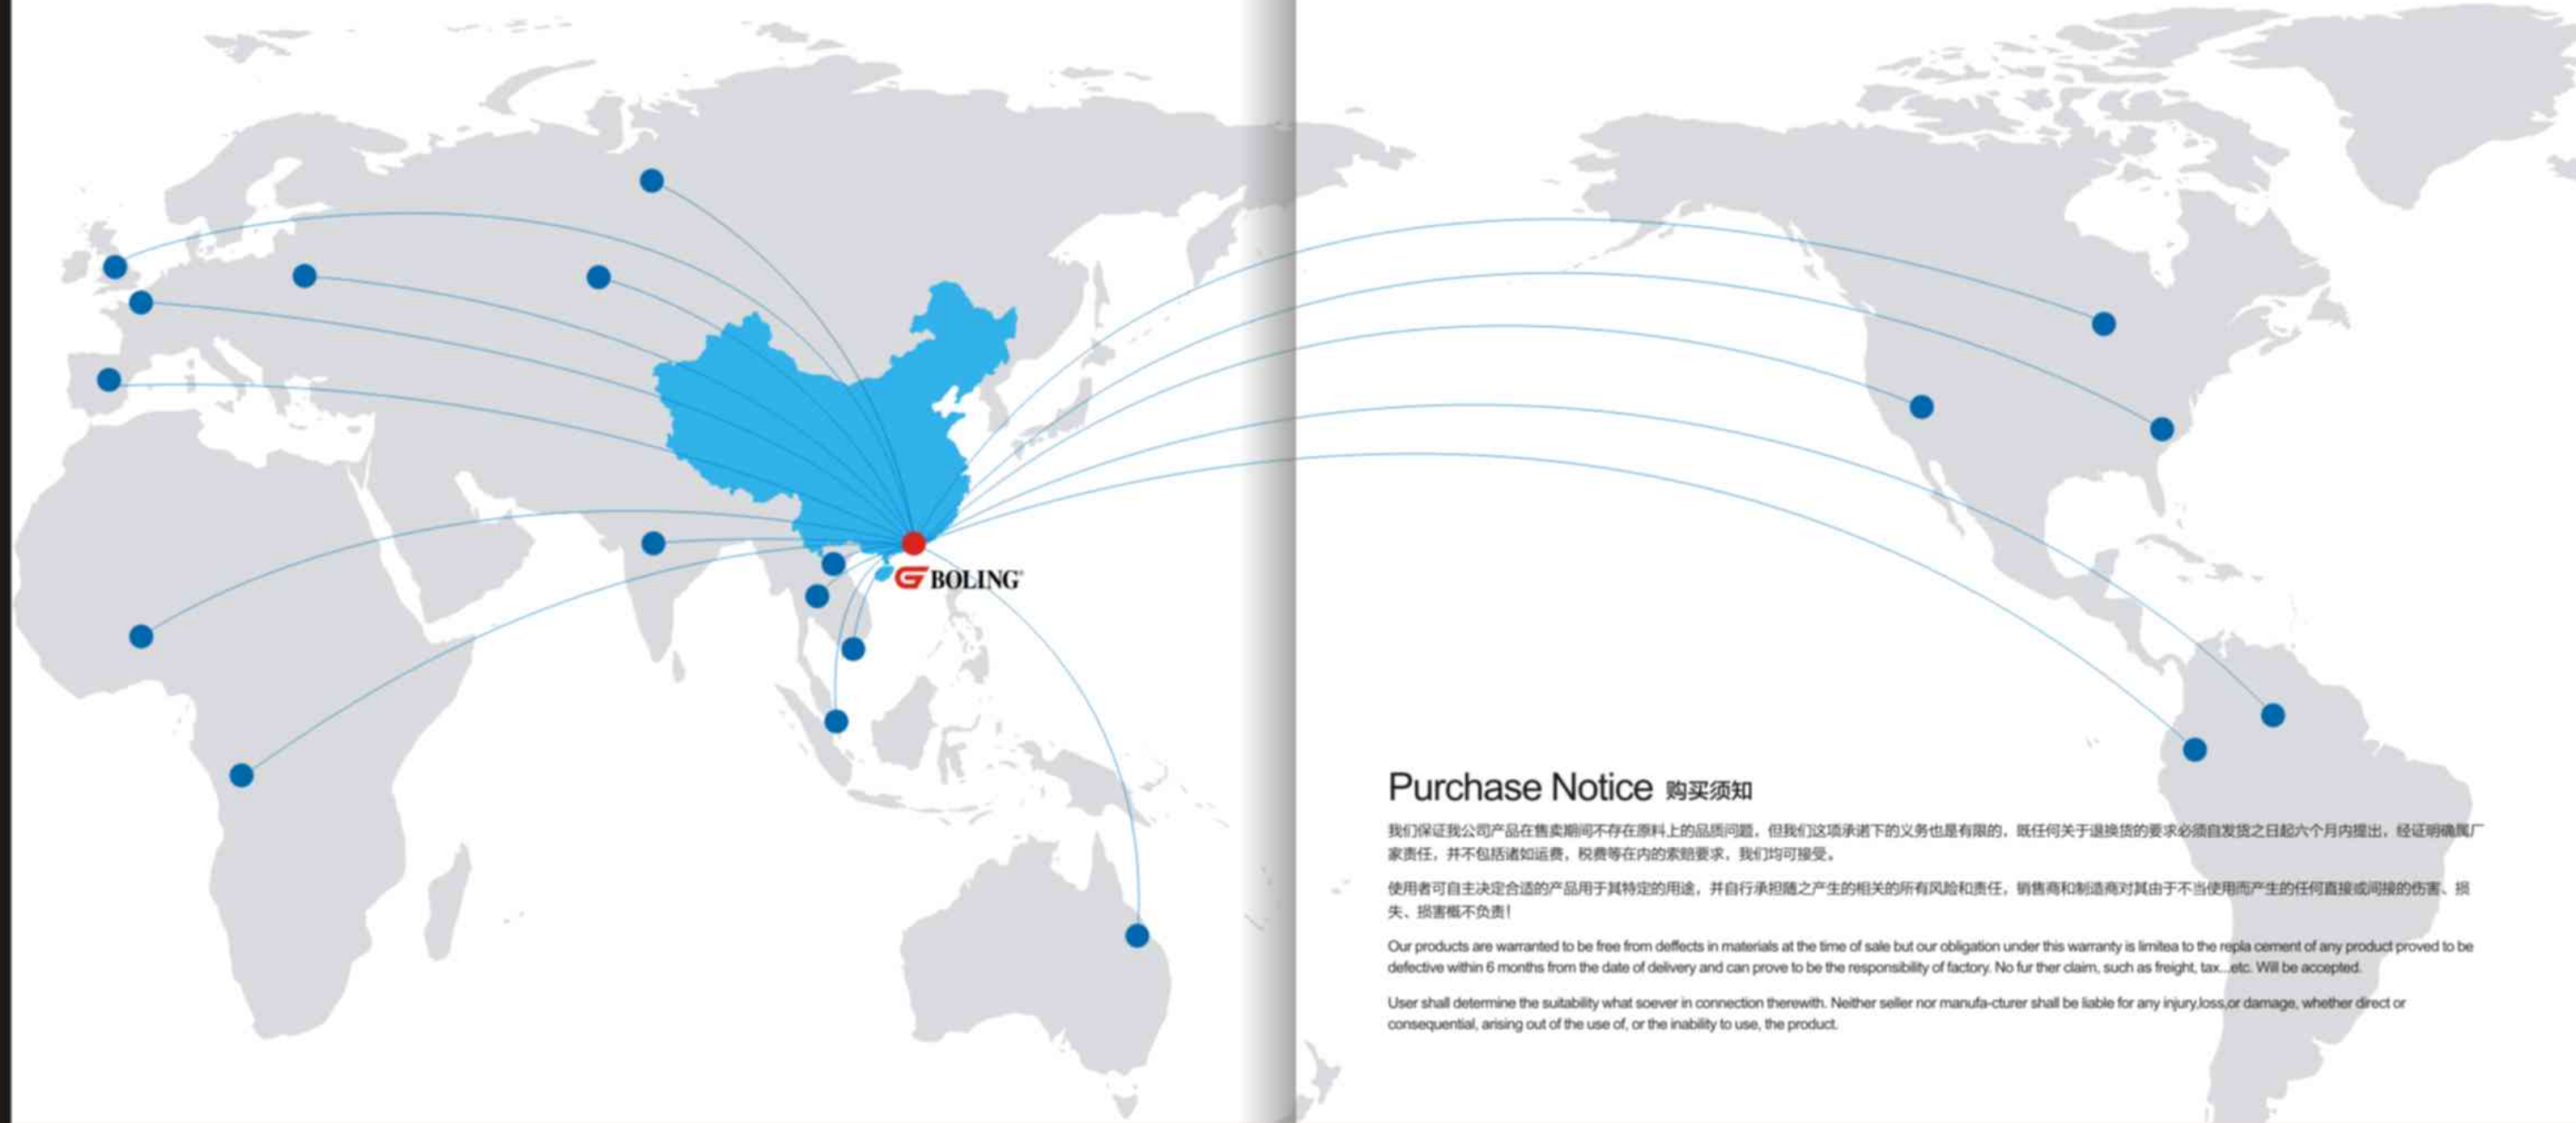 G BOLING®
Purchase Notice 购买须知
我们保证我公司产品在售卖期间不存在原料上的品质问题，但我们这项承诺下的义务也是有限的，既任何关于退换货的要求必须自发货之日起六个月内提出，经证明确属厂
家责任，并不包括诸如运费，税费等在内的索赔要求，我们均可接受。
使用者可自主决定合适的产品用于其特定的用途，并自行承担随之产生的相关的所有风险和责任，销售商和制造商对其由于不当使用而产生的任何直接或间接的伤害、损
失、损害概不负责！
Our products are warranted to be free from deffects in materials at the time of sale but our obligation under this warranty is limitea to the repla cement of any product proved to be
defective within 6 months from the date of delivery and can prove to be the responsibility of factory. No fur ther claim, such as freight, tax...etc. Will be accepted.
User shall determine the suitability what soever in connection therewith. Neither seller nor manufa-cturer shall be liable for any injury,loss,or damage, whether direct or
consequential, arising out of the use of, or the inability to use, the product.